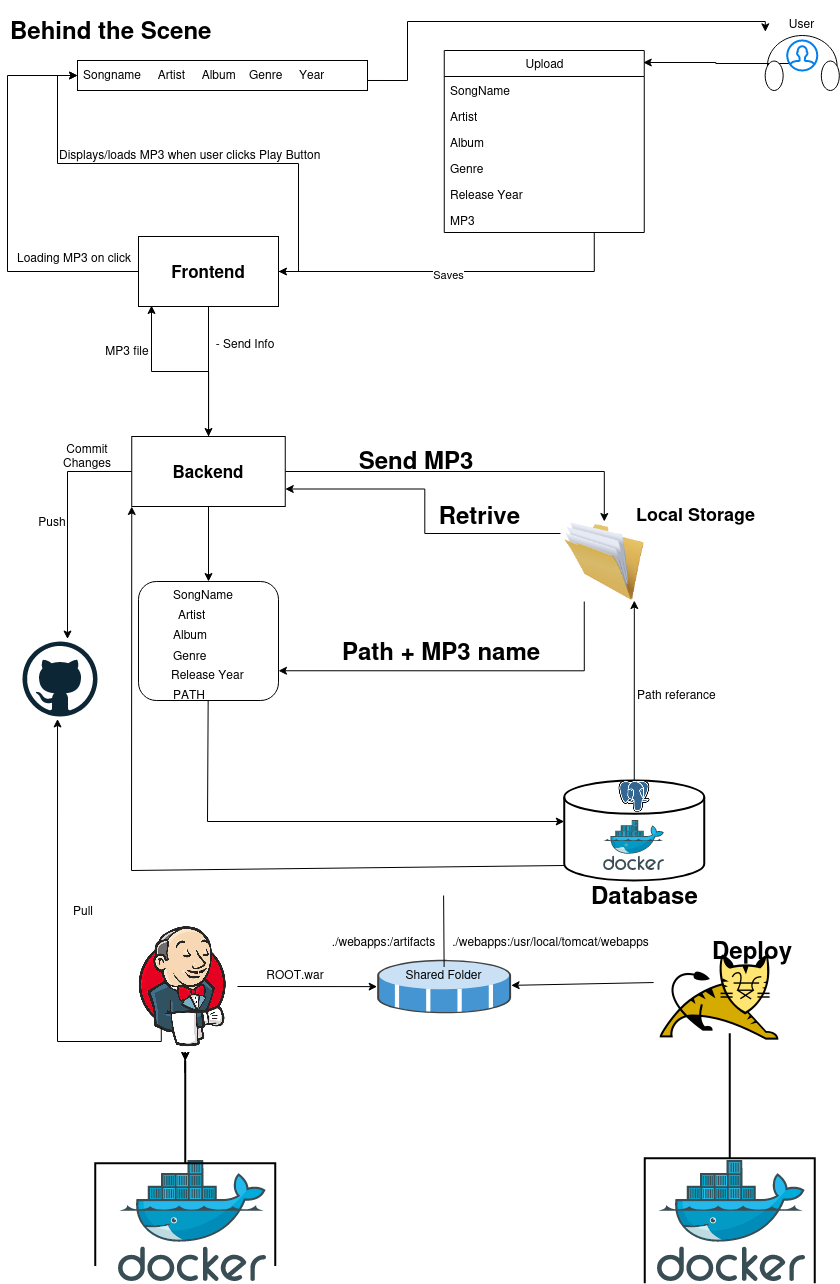 Behind the Scene
User
Songname Artist Album Genre Year
Upload
SongName
Artist
Album
Genre
Release Year
MP3
Displays/loads MP3 when user clicks Play Button
Loading MP3 on click
Frontend
Saves
MP3 file
- Send Info
Commit
Changes
Backend
Send MP3
Retrive
Local Storage
Push
SongName
Artist
Album
Genre
Release Year
PATH
Path + MP3 name
Path referance
docker
Database
Pull
./webapps:/artifacts
./webapps:/usr/local/tomcat/webapps
Deploy
ROOT.war
Shared Folder
docker
docker